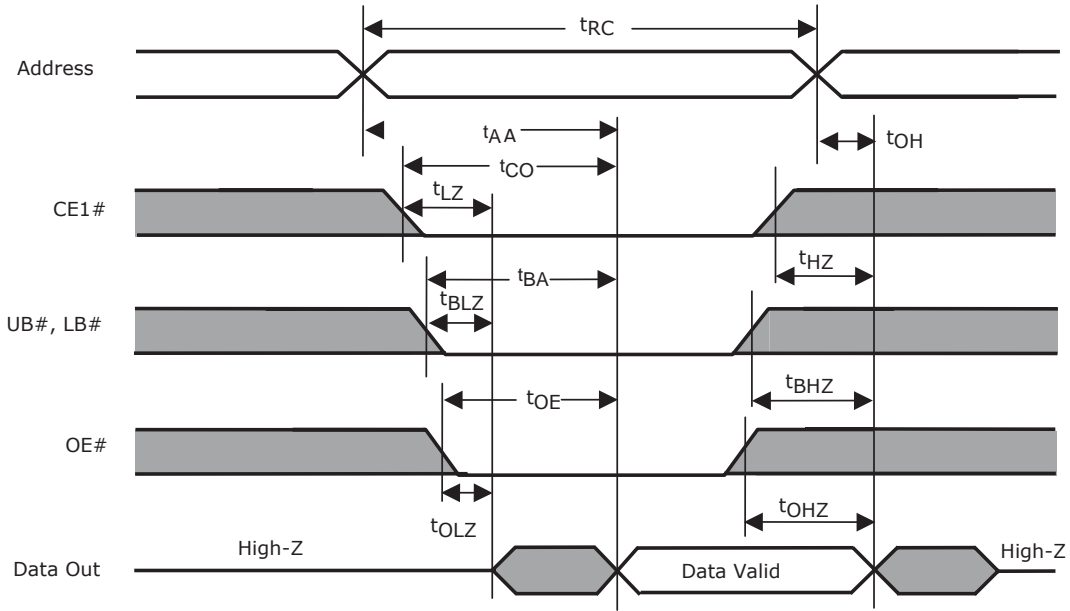 tRC
Address
tAA
tOH
tCO
tLZ
CE1#
tHZ
tBA
tBLZ
UB#, LB#
tBHZ
tOE
OE#
tOHZ
tOLZ
High-Z
High-Z
Data Out
Data Valid